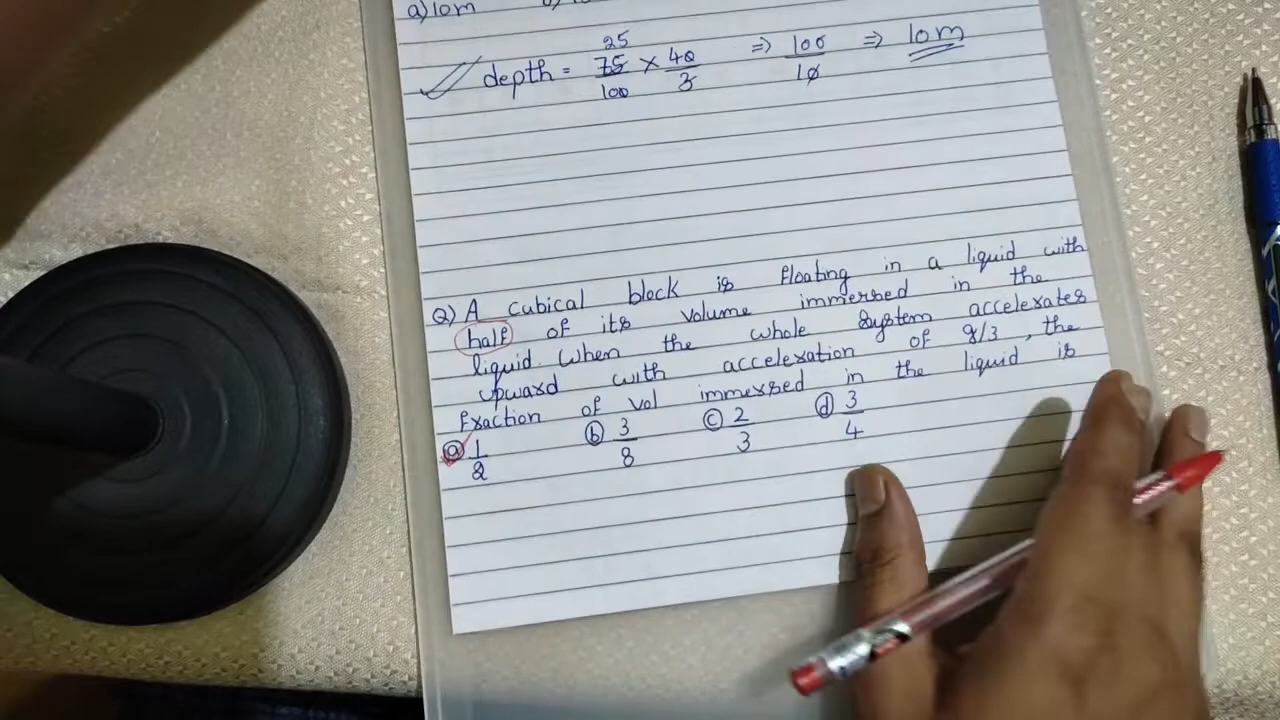 a) 10m
25
depth = 75/100 × 40/3 ⇒ 100/10 ⇒ 10m
Q) A cubical block is floating in a liquid with
half of its volume immersed in the
liquid. When the whole system accelerates
upward with acceleration of g/3, the
fraction of vol immersed in the liquid is
ⓐ 1/2 ⓑ 3/8 ⓒ 2/3 ⓓ 3/4